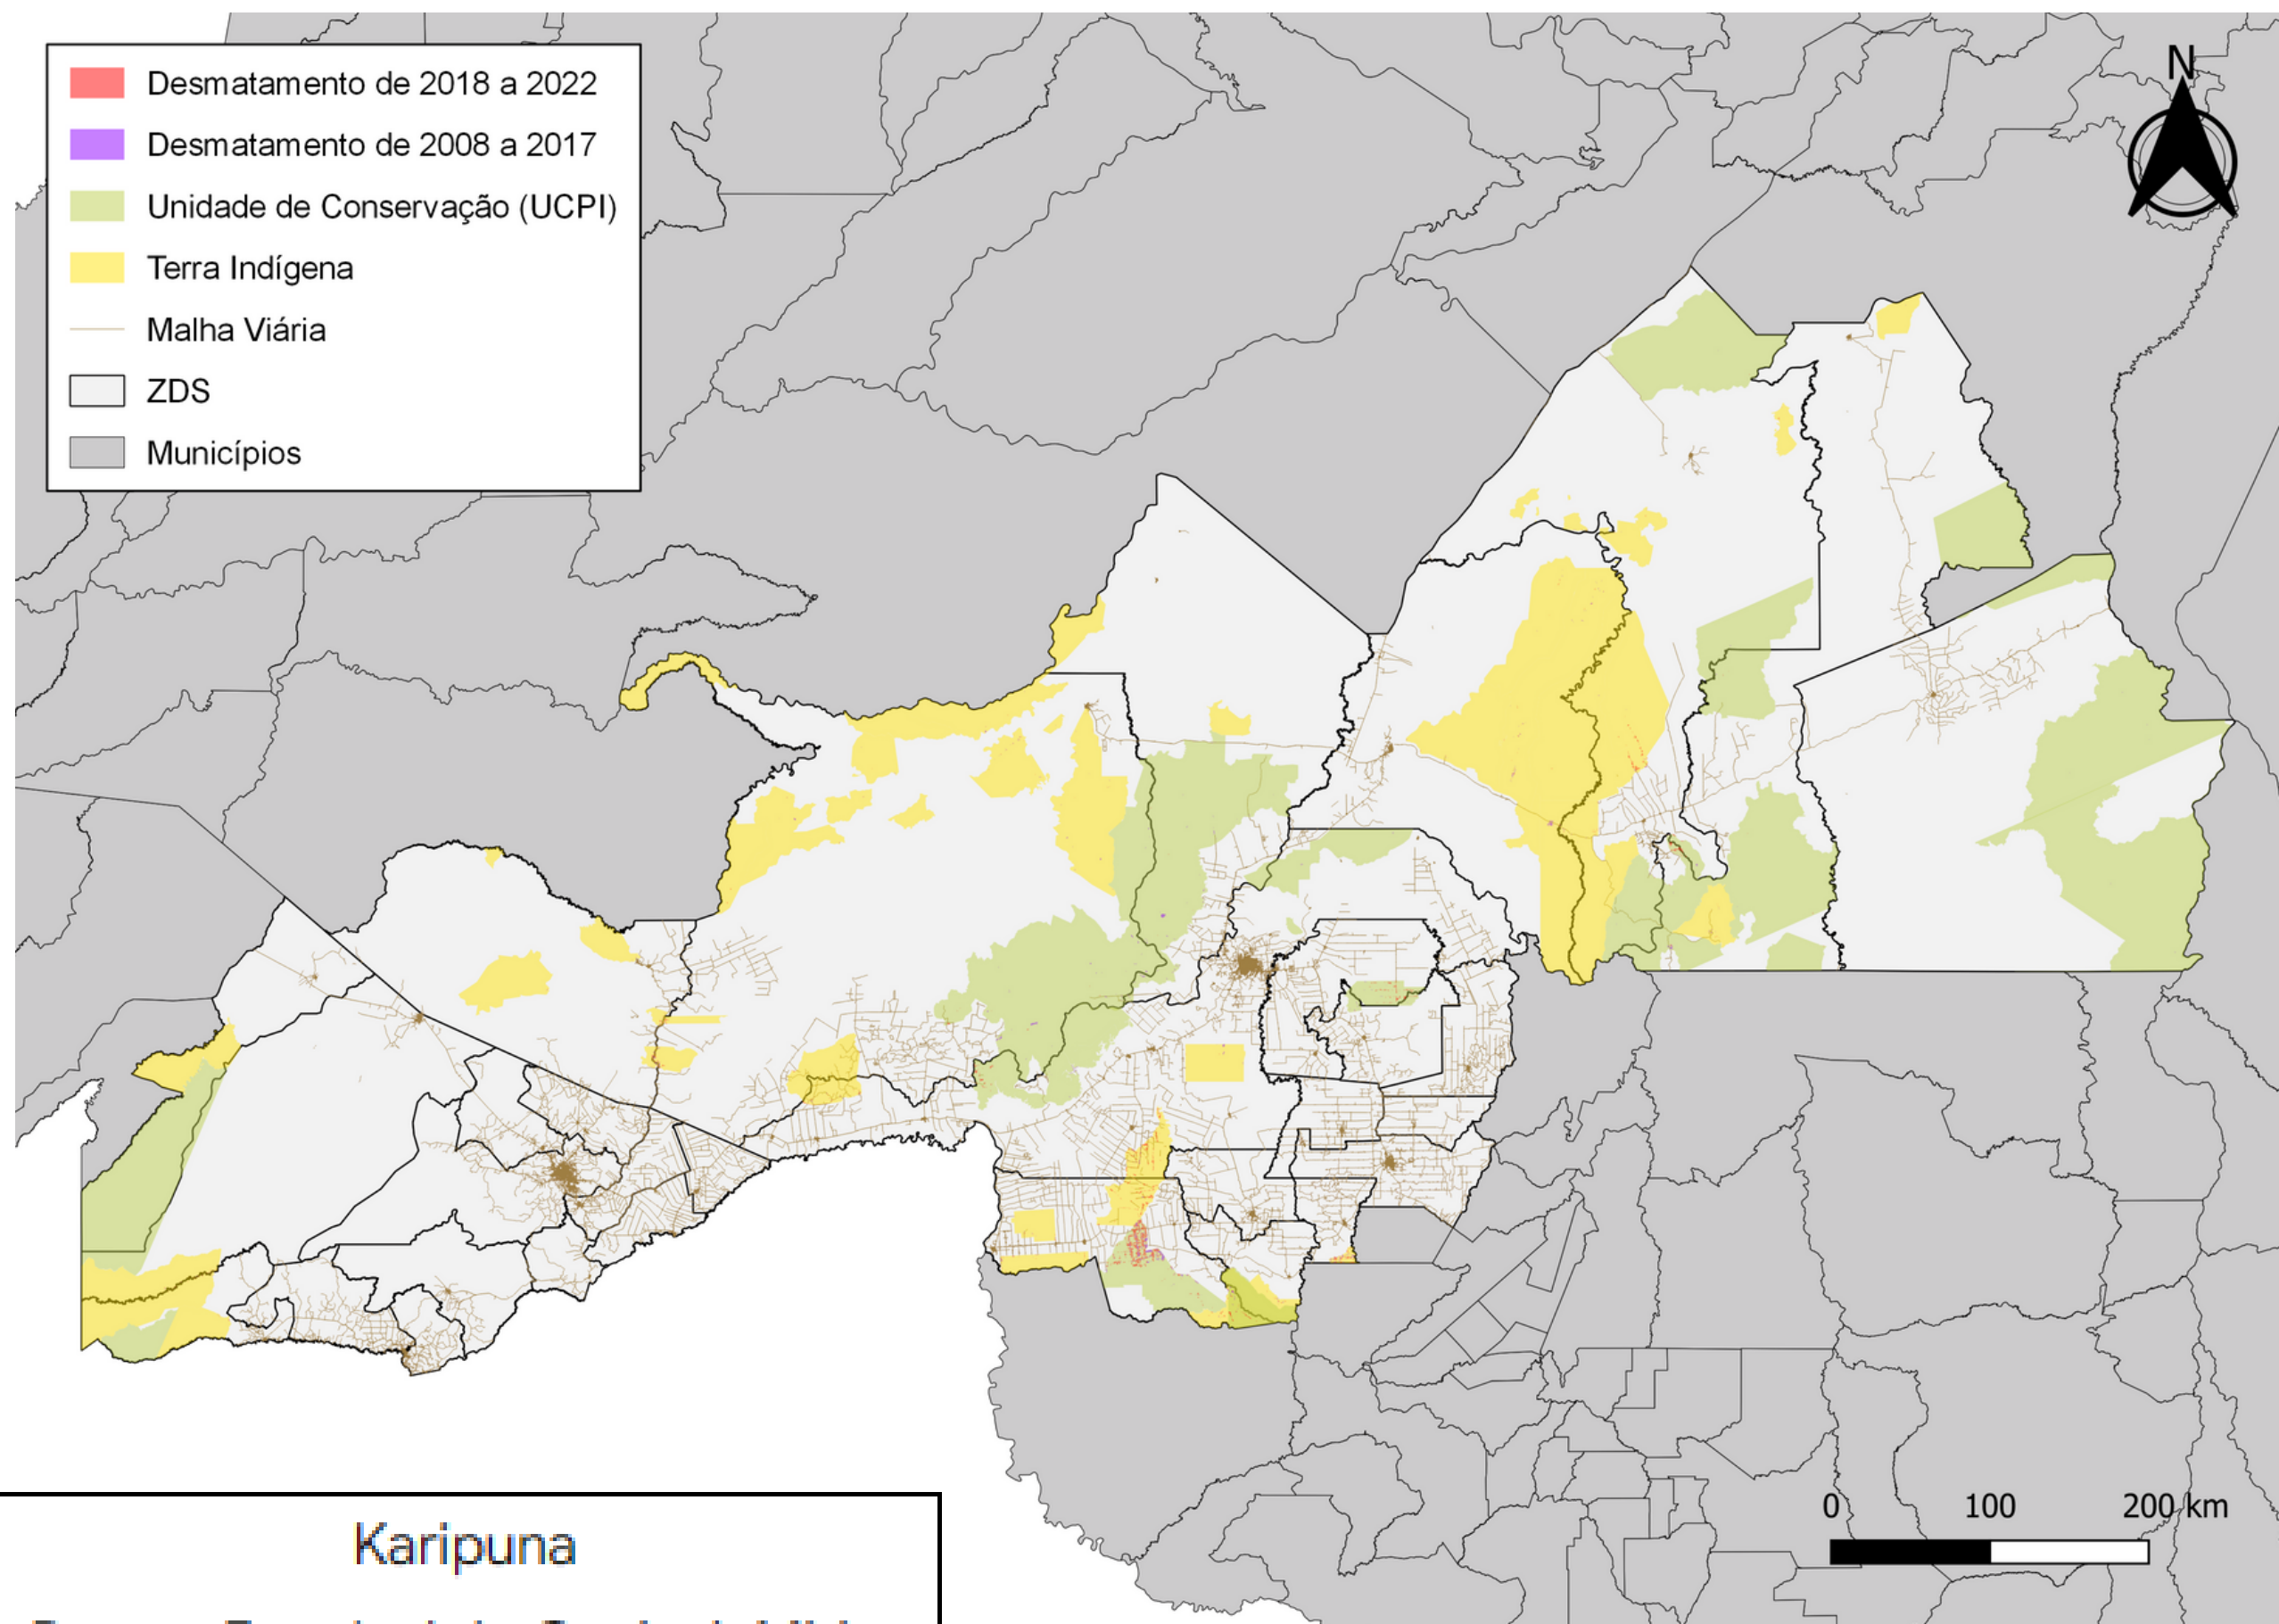 Desmatamento de 2018 a 2022
Desmatamento de 2008 a 2017
Unidade de Conservação (UCPI)
Terra Indígena
Malha Viária
ZDS
Municípios
N
0 100 200 km
Karipuna